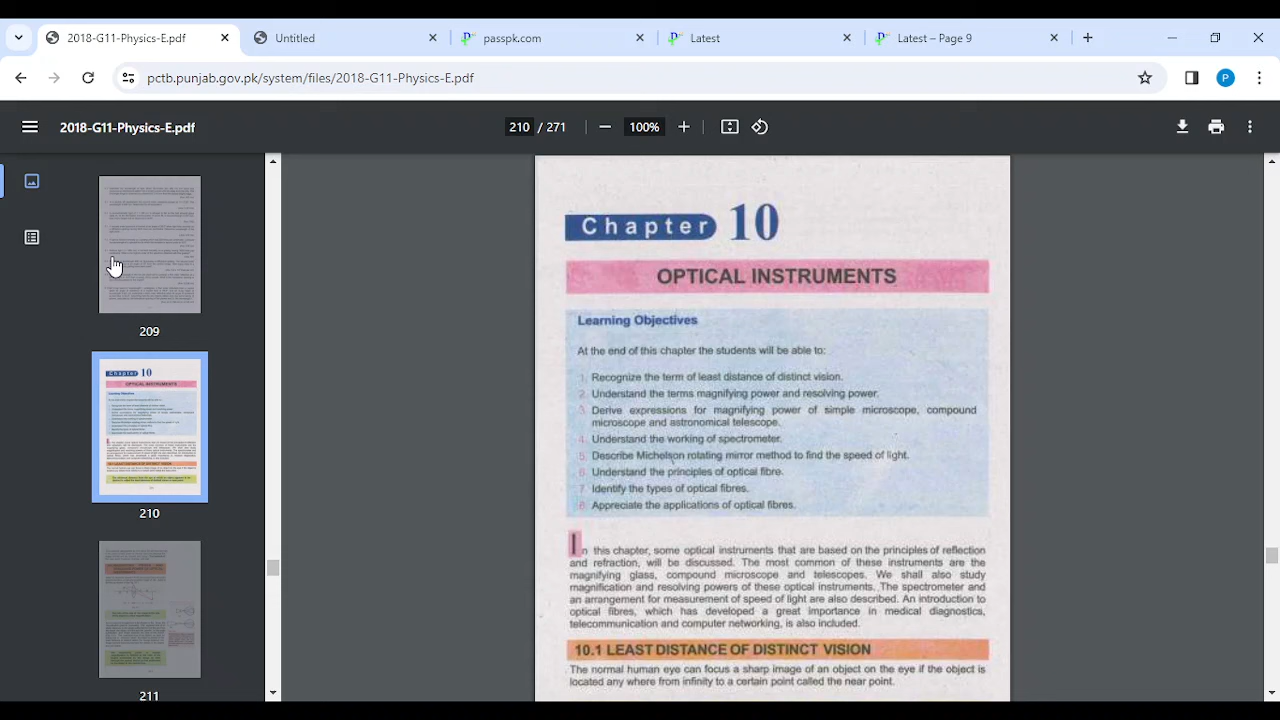 2018-G11-Physics-E.pdf
Untitled
passpk.com
Latest
Latest – Page 9
pctb.punjab.gov.pk/system/files/2018-G11-Physics-E.pdf
P
2018-G11-Physics-E.pdf
210 / 271
100%
209
210
211
Chapter 10
OPTICAL INSTRUMENTS
Learning Objectives
At the end of this chapter the students will be able to:
Recognize the term of least distance of distinct vision.
Understand the terms magnifying power and resolving power.
Derive expressions for magnifying power of simple microscope, compound
microscope and astronomical telescope.
4. Understand the working of spectrometer.
5. Describe Michelson rotating mirror method to find the speed of light.
6. Understand the principles of optical fibre.
7. Identify the types of optical fibres.
8. Appreciate the applications of optical fibres.
In this chapter, some optical instruments that are based on the principles of reflection
and refraction, will be discussed. The most common of these instruments are the
magnifying glass, compound microscope and telescopes. We shall also study
magnification and resolving powers of these optical instruments. The spectrometer and
an arrangement for measurement of speed of light are also described. An introduction to
optical fibres, which has developed a great importance in medical diagnostics,
telecommunication and computer networking, is also included.
10.1 LEAST DISTANCE OF DISTINCT VISION
The normal human eye can focus a sharp image of an object on the eye if the object is
located any where from infinity to a certain point called the near point.